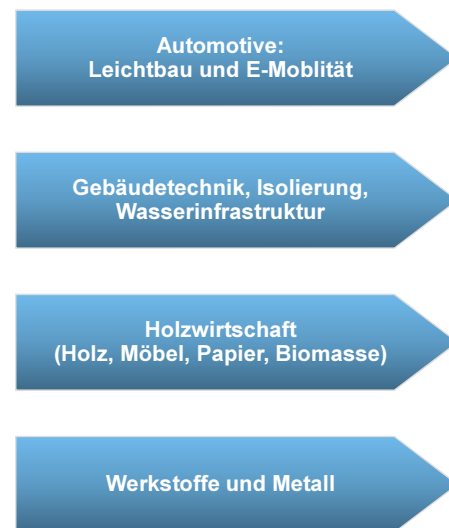 Automotive:
Leichtbau und E-Moblität
Gebäudetechnik, Isolierung,
Wasserinfrastruktur
Holzwirtschaft
(Holz, Möbel, Papier, Biomasse)
Werkstoffe und Metall